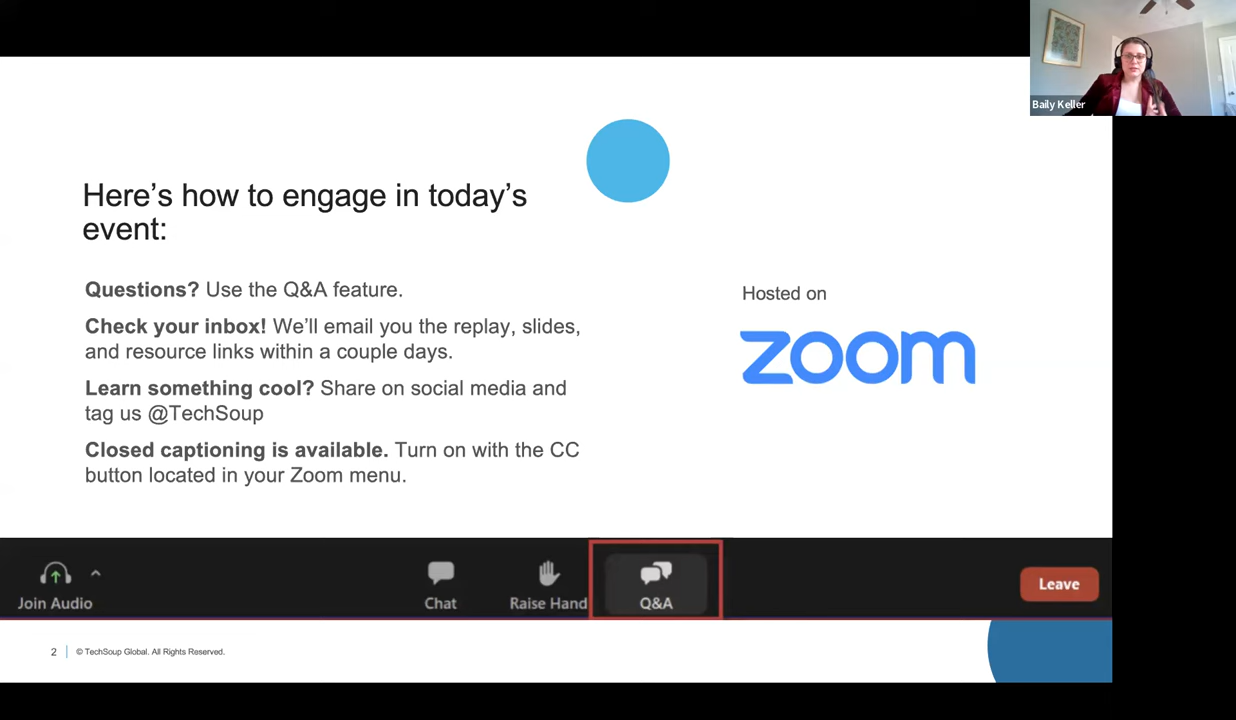 Baily Keller
Here’s how to engage in today’s
event:
Questions? Use the Q&A feature.
Check your inbox! We’ll email you the replay, slides,
and resource links within a couple days.
Learn something cool? Share on social media and
tag us @TechSoup
Closed captioning is available. Turn on with the CC
button located in your Zoom menu.
Hosted on
zoom
Join Audio
Chat
Raise Hand
Q&A
Leave
2
© TechSoup Global. All Rights Reserved.